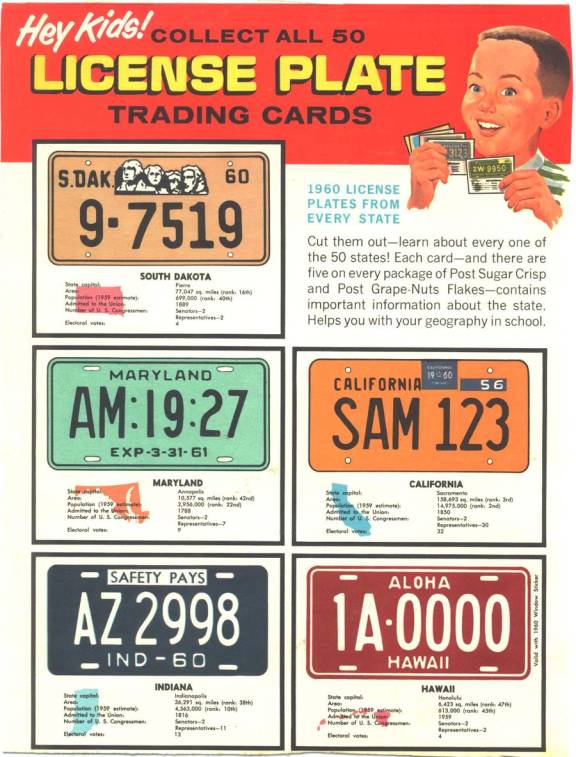 Hey Kids! COLLECT ALL 50
LICENSE PLATE
TRADING CARDS
3123
ZW 9950
1960 LICENSE
PLATES FROM
EVERY STATE
Cut them out—learn about every one of
the 50 states! Each card—and there are
five on every package of Post Sugar Crisp
and Post Grape-Nuts Flakes—contains
important information about the state.
Helps you with your geography in school.
S.DAK. 60
9-7519
SOUTH DAKOTA
State capital: Pierre
Area: 77,047 sq. miles (rank: 16th)
Population (1959 estimate): 699,000 (rank: 40th)
Admitted to the Union: 1889
Number of U. S. Congressmen: Senators—2
Representatives—2
Electoral votes: 4
MARYLAND
AM:19:27
EXP-3-31-61
MARYLAND
State capital: Annapolis
Area: 10,577 sq. miles (rank: 42nd)
Population (1959 estimate): 2,956,000 (rank: 22nd)
Admitted to the Union: 1788
Number of U. S. Congressmen: Senators—2
Representatives—7
Electoral votes: 9
CALIFORNIA CALIFORNIA 19 60 56
SAM 123
CALIFORNIA
State capital: Sacramento
Area: 158,693 sq. miles (rank: 3rd)
Population (1959 estimate): 14,975,000 (rank: 2nd)
Admitted to the Union: 1850
Number of U. S. Congressmen: Senators—2
Representatives—30
Electoral votes: 32
SAFETY PAYS
AZ 2998
IND-60
INDIANA
State capital: Indianapolis
Area: 36,291 sq. miles (rank: 38th)
Population (1959 estimate): 4,563,000 (rank: 10th)
Admitted to the Union: 1816
Number of U. S. Congressmen: Senators—2
Representatives—11
Electoral votes: 13
ALOHA
1A-0000
HAWAII
Valid with 1960 Window Sticker
HAWAII
State capital: Honolulu
Area: 6,423 sq. miles (rank: 47th)
Population (1959 estimate): 613,000 (rank: 45th)
Admitted to the Union: 1959
Number of U. S. Congressmen: Senators—2
Representatives—2
Electoral votes: 4